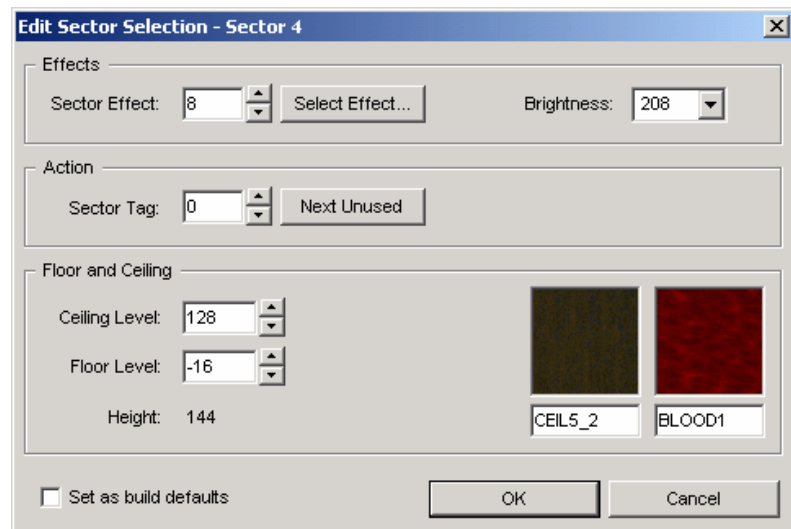 Edit Sector Selection - Sector 4
Effects
Sector Effect: 8 Select Effect... Brightness: 208
Action
Sector Tag: 0 Next Unused
Floor and Ceiling
Ceiling Level: 128
Floor Level: -16
Height: 144
CEIL5_2 BLOOD1
Set as build defaults OK Cancel